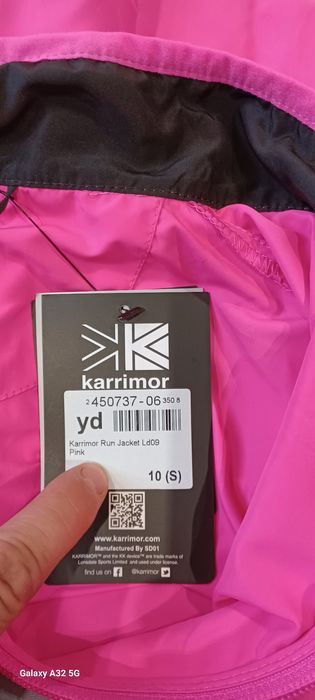 karrimor
2 450737 - 06 350 8
yd
Karrimor Run Jacket Ld09
Pink
10 (S)
www.karrimor.com
Manufactured By SD01
KARRIMOR™ and the KK device™ are trade marks of
Lonsdale Sports Limited and used under license.
find us on f @karrimor
Galaxy A32 5G